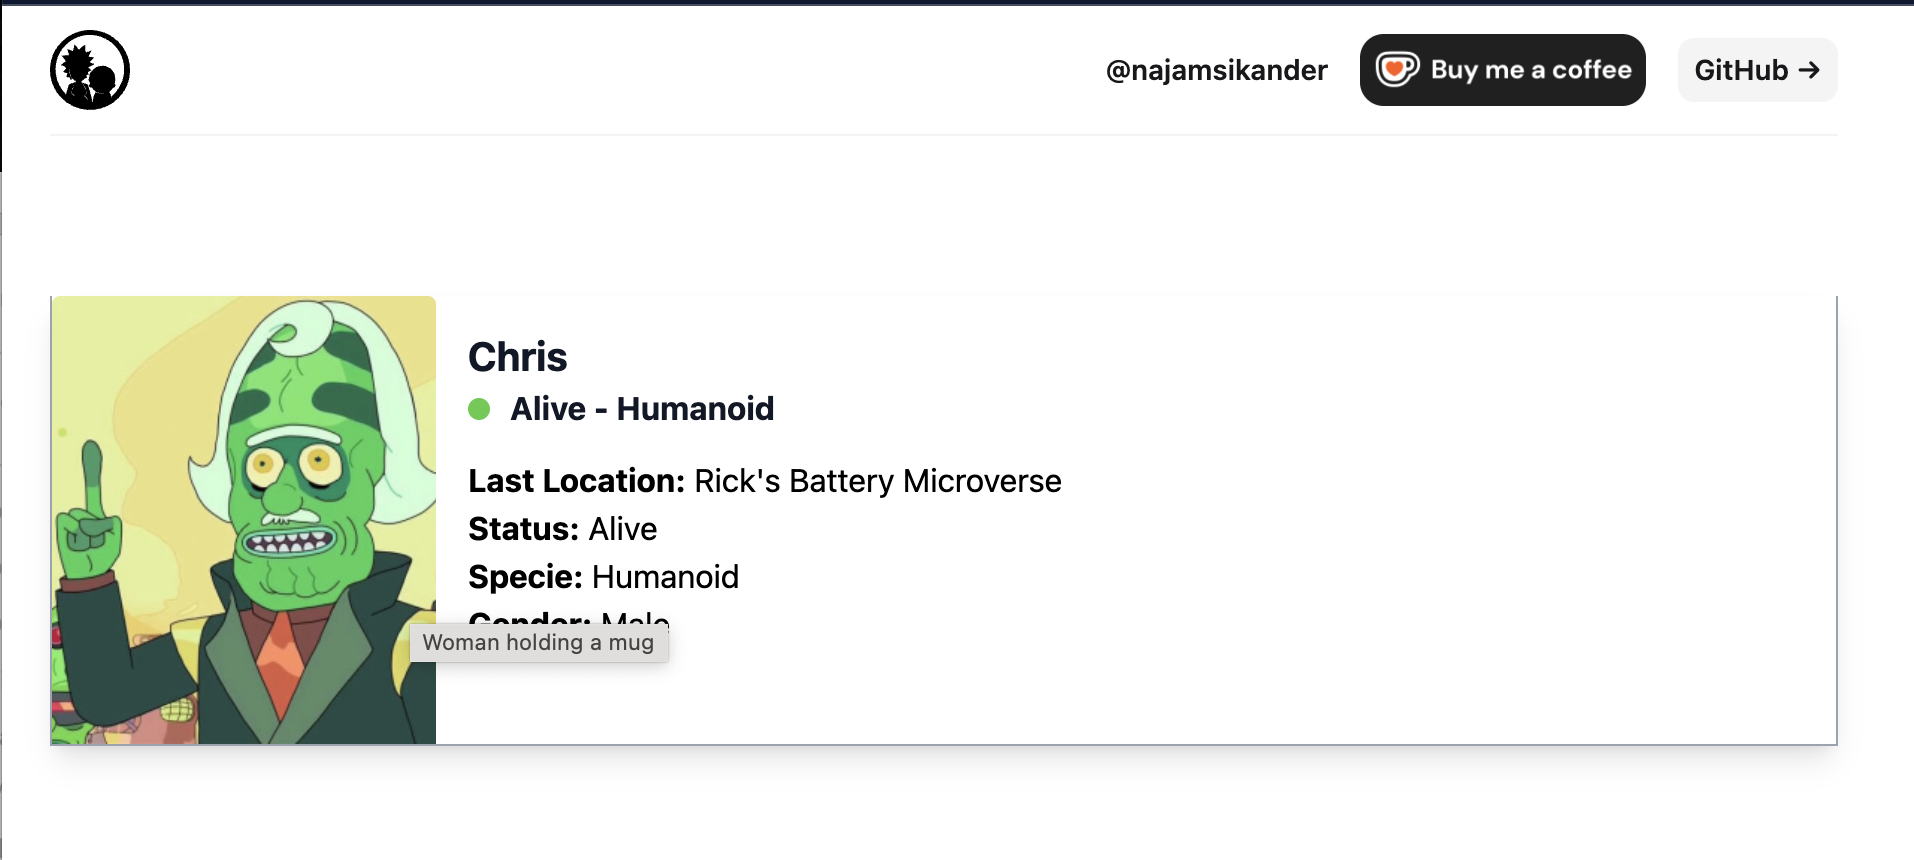 @najamsikander
Buy me a coffee
GitHub →
Chris
Alive - Humanoid
Last Location: Rick's Battery Microverse
Status: Alive
Specie: Humanoid
Gender: Male
Woman holding a mug